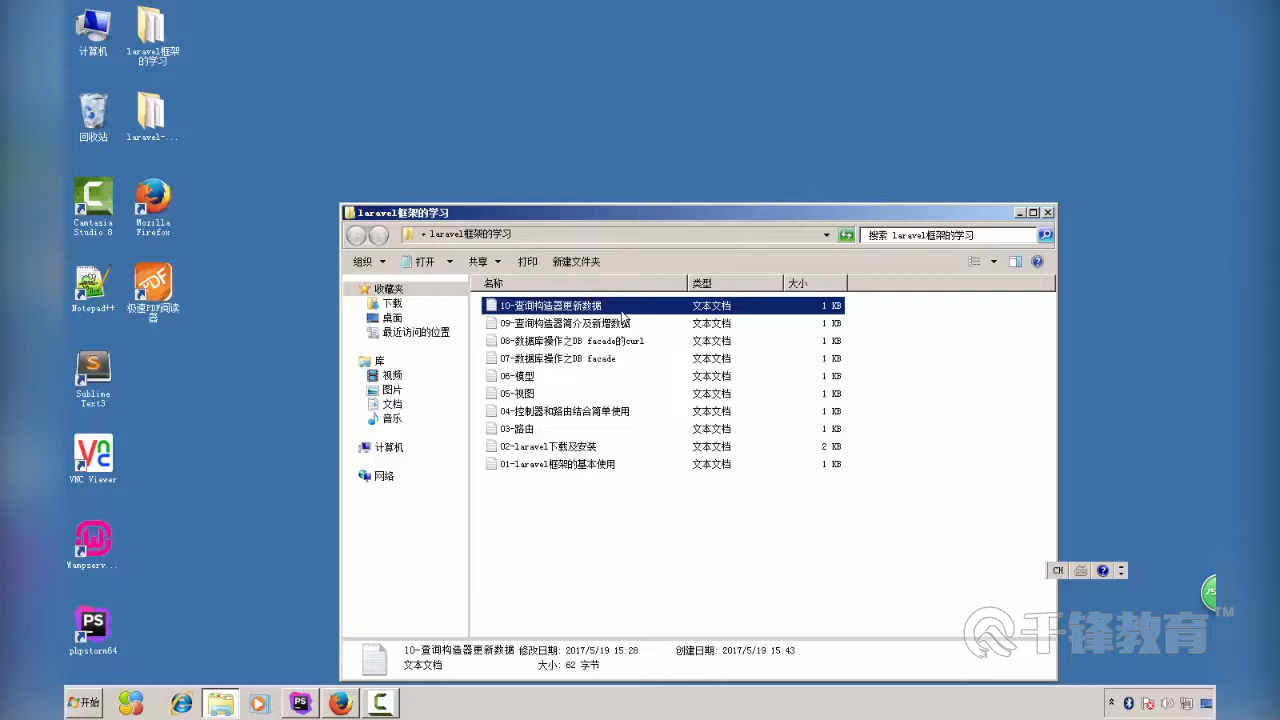 计算机
laravel框架
的学习
回收站
laravel-...
Camtasia
Studio 8
Mozilla
Firefox
Notepad++
极速PDF阅读
器
Sublime
Text3
VNC Viewer
Wampserv...
phpstorm64
laravel框架的学习
laravel框架的学习
搜索 laravel框架的学习
组织 打开 共享 打印 新建文件夹
收藏夹
下载
桌面
最近访问的位置
库
视频
图片
文档
音乐
计算机
网络
名称 类型 大小
10-查询构造器更新数据 文本文档 1 KB
09-查询构造器简介及新增数据 文本文档 1 KB
08-数据库操作之DB facade的curl 文本文档 1 KB
07-数据库操作之DB facade 文本文档 1 KB
06-模型 文本文档 1 KB
05-视图 文本文档 1 KB
04-控制器和路由结合简单使用 文本文档 1 KB
03-路由 文本文档 1 KB
02-laravel下载及安装 文本文档 2 KB
01-laravel框架的基本使用 文本文档 1 KB
10-查询构造器更新数据 修改日期: 2017/5/19 15:28 创建日期: 2017/5/19 15:43
文本文档 大小: 62 字节
CH
75
千锋教育™
开始